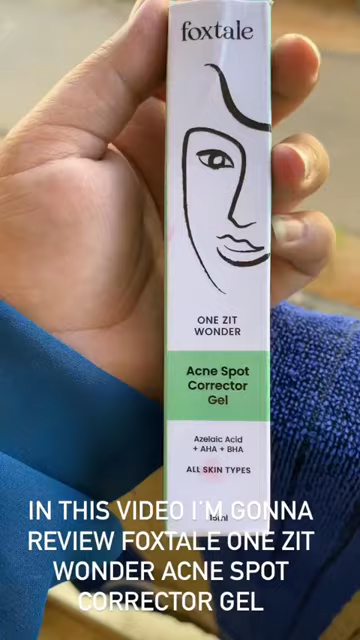 foxtale
ONE ZIT
WONDER
Acne Spot
Corrector
Gel
Azelaic Acid
+ AHA + BHA
ALL SKIN TYPES
15ml
IN THIS VIDEO I'M GONNA
REVIEW FOXTALE ONE ZIT
WONDER ACNE SPOT
CORRECTOR GEL